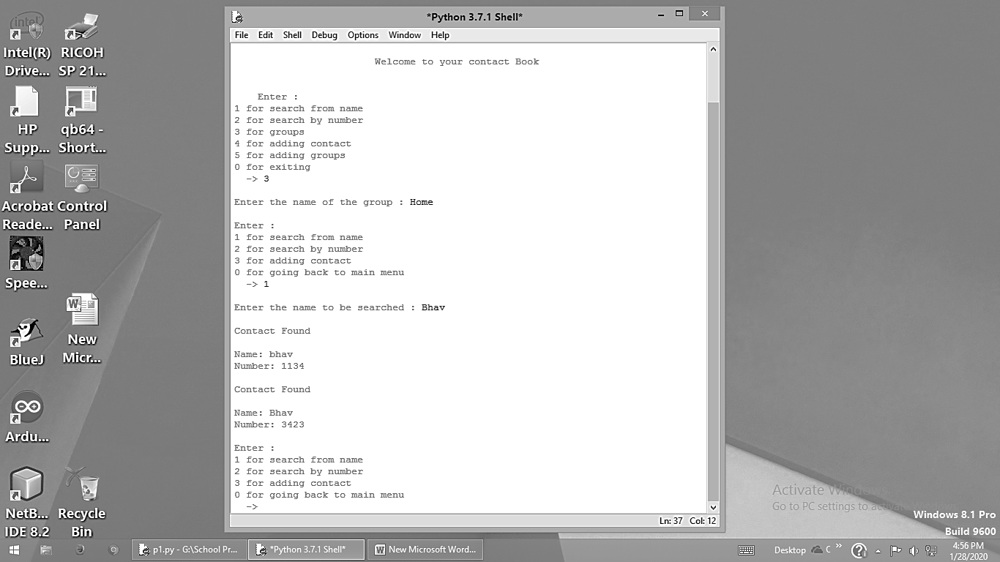 intel
Intel(R)
Drive...
RICOH
SP 21...
HP
Supp...
qb64 -
Short...
Acrobat
Reade...
Control
Panel
Spee...
New
Micr...
BlueJ
Ardu...
NetB...
IDE 8.2
Recycle
Bin
*Python 3.7.1 Shell*
File Edit Shell Debug Options Window Help
Welcome to your contact Book
Enter :
1 for search from name
2 for search by number
3 for groups
4 for adding contact
5 for adding groups
0 for exiting
-> 3
Enter the name of the group : Home
Enter :
1 for search from name
2 for search by number
3 for adding contact
0 for going back to main menu
-> 1
Enter the name to be searched : Bhav
Contact Found
Name: bhav
Number: 1134
Contact Found
Name: Bhav
Number: 3423
Enter :
1 for search from name
2 for search by number
3 for adding contact
0 for going back to main menu
->
Ln: 37 Col: 12
Activate Windows
Go to PC settings to activate Windows.
Windows 8.1 Pro
Build 9600
p1.py - G:\School Pr...
*Python 3.7.1 Shell*
New Microsoft Word...
Desktop
C
4:56 PM
1/28/2020